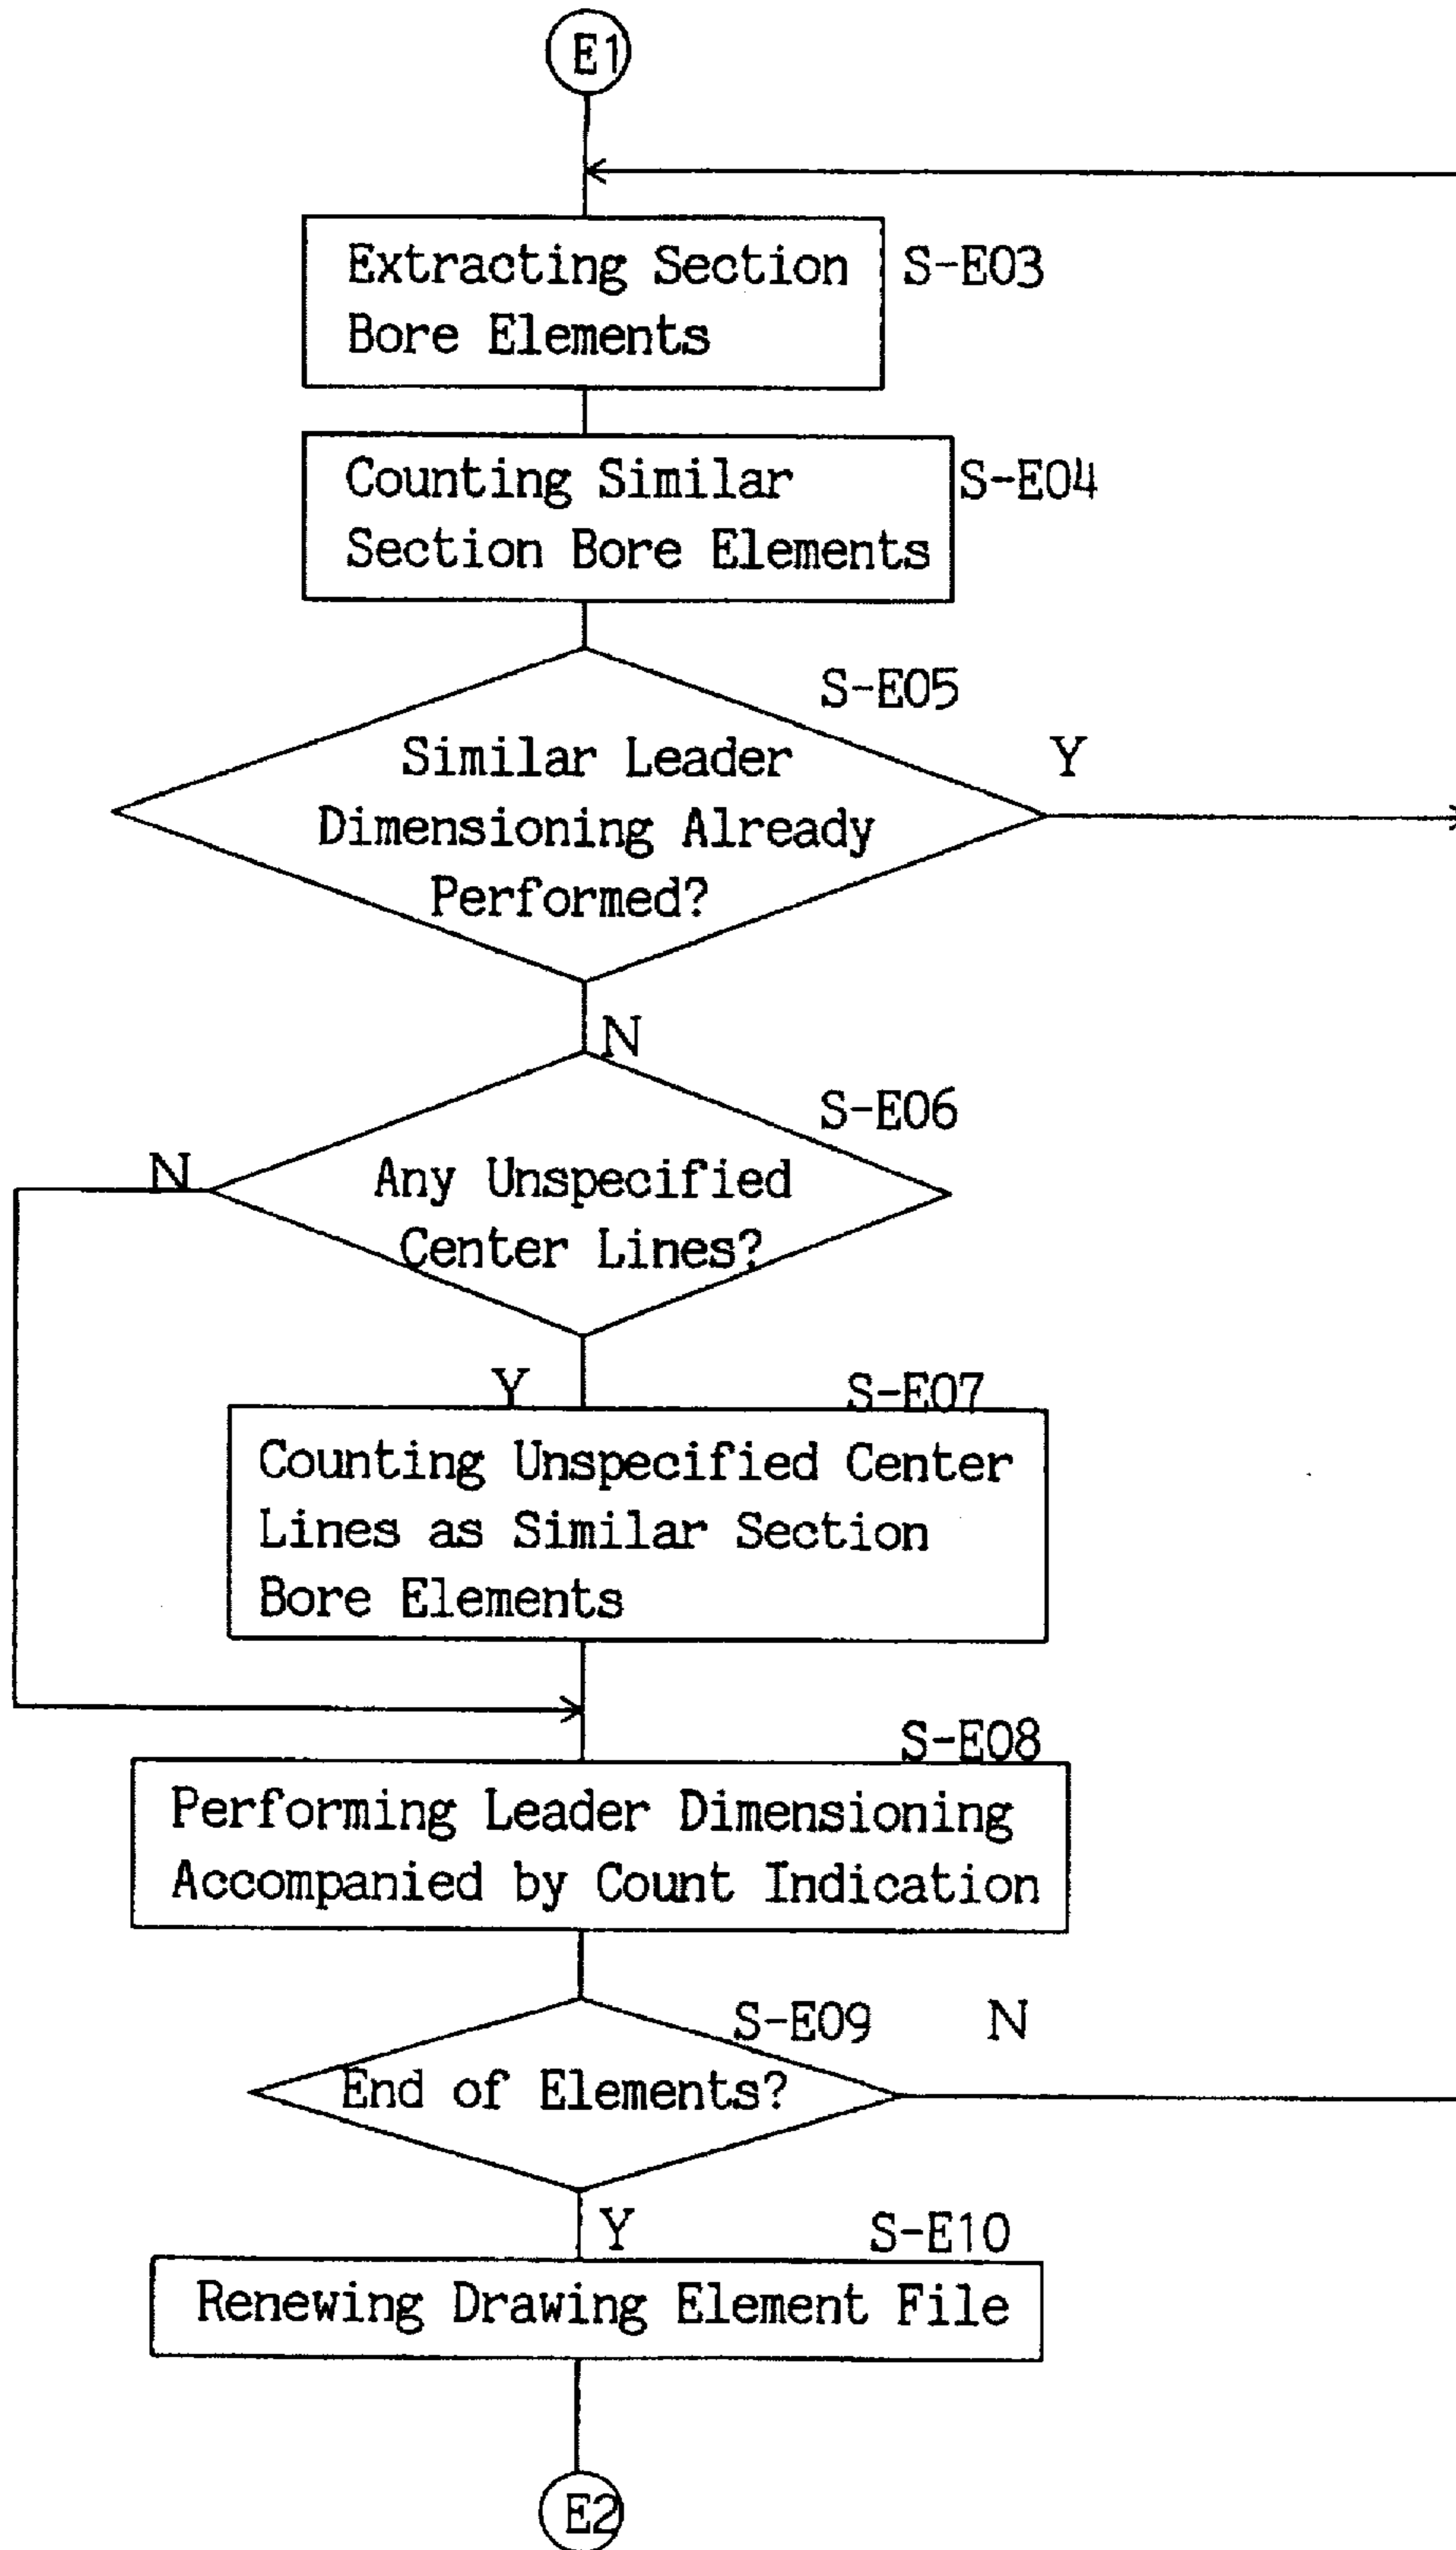 E1
Extracting Section
Bore Elements
S-E03
Counting Similar
Section Bore Elements
S-E04
S-E05
Similar Leader
Dimensioning Already
Performed?
Y
N
S-E06
Any Unspecified
Center Lines?
N
Y
S-E07
Counting Unspecified Center
Lines as Similar Section
Bore Elements
S-E08
Performing Leader Dimensioning
Accompanied by Count Indication
S-E09
N
End of Elements?
Y
S-E10
Renewing Drawing Element File
E2